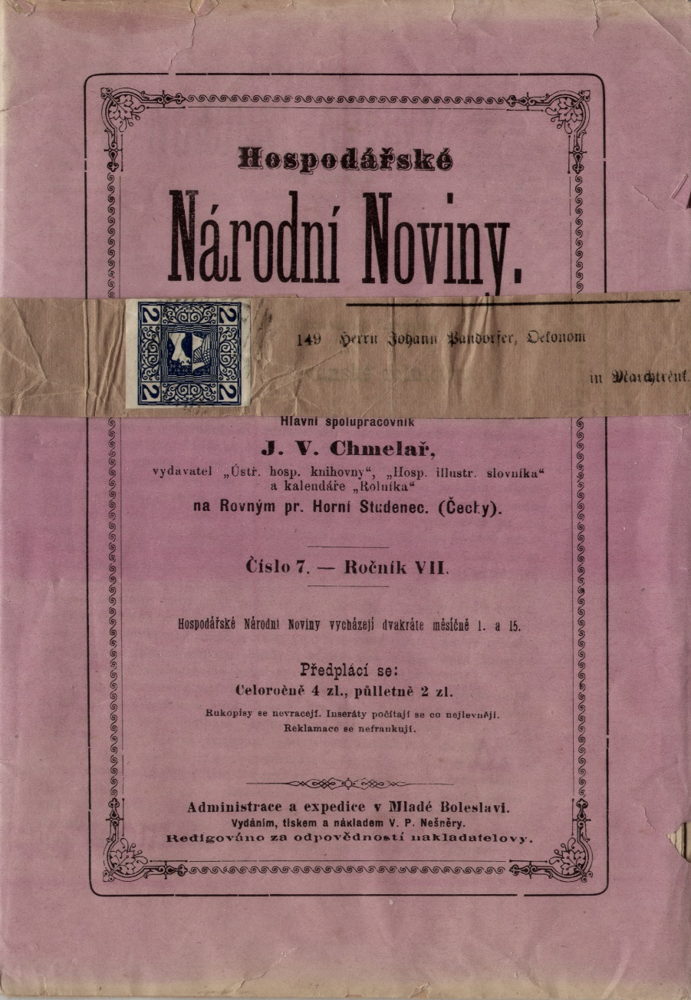 Hospodářské
Národní Noviny.
2 2
149 Herrn Johann Pandorfer, Oekonom
in Marchtrenk.
2 2
Hlavní spolupracovník
J. V. Chmelař,
vydavatel „Ústř. hosp. knihovny“, „Hosp. illustr. slovníka“
a kalendáře „Rolníka“
na Rovným pr. Horní Studenec. (Čechy).
Číslo 7. — Ročník VII.
Hospodářské Národní Noviny vycházejí dvakráte měsíčně 1. a 15.
Předplácí se:
Celoročně 4 zl., půlletně 2 zl.
Rukopisy se nevracejí. Inseráty počítají se co nejlevněji.
Reklamace se nefrankují.
Administrace a expedice v Mladé Boleslavi.
Vydáním, tiskem a nákladem V. P. Nešněry.
Redigováno za odpovědností nakladatelovy.